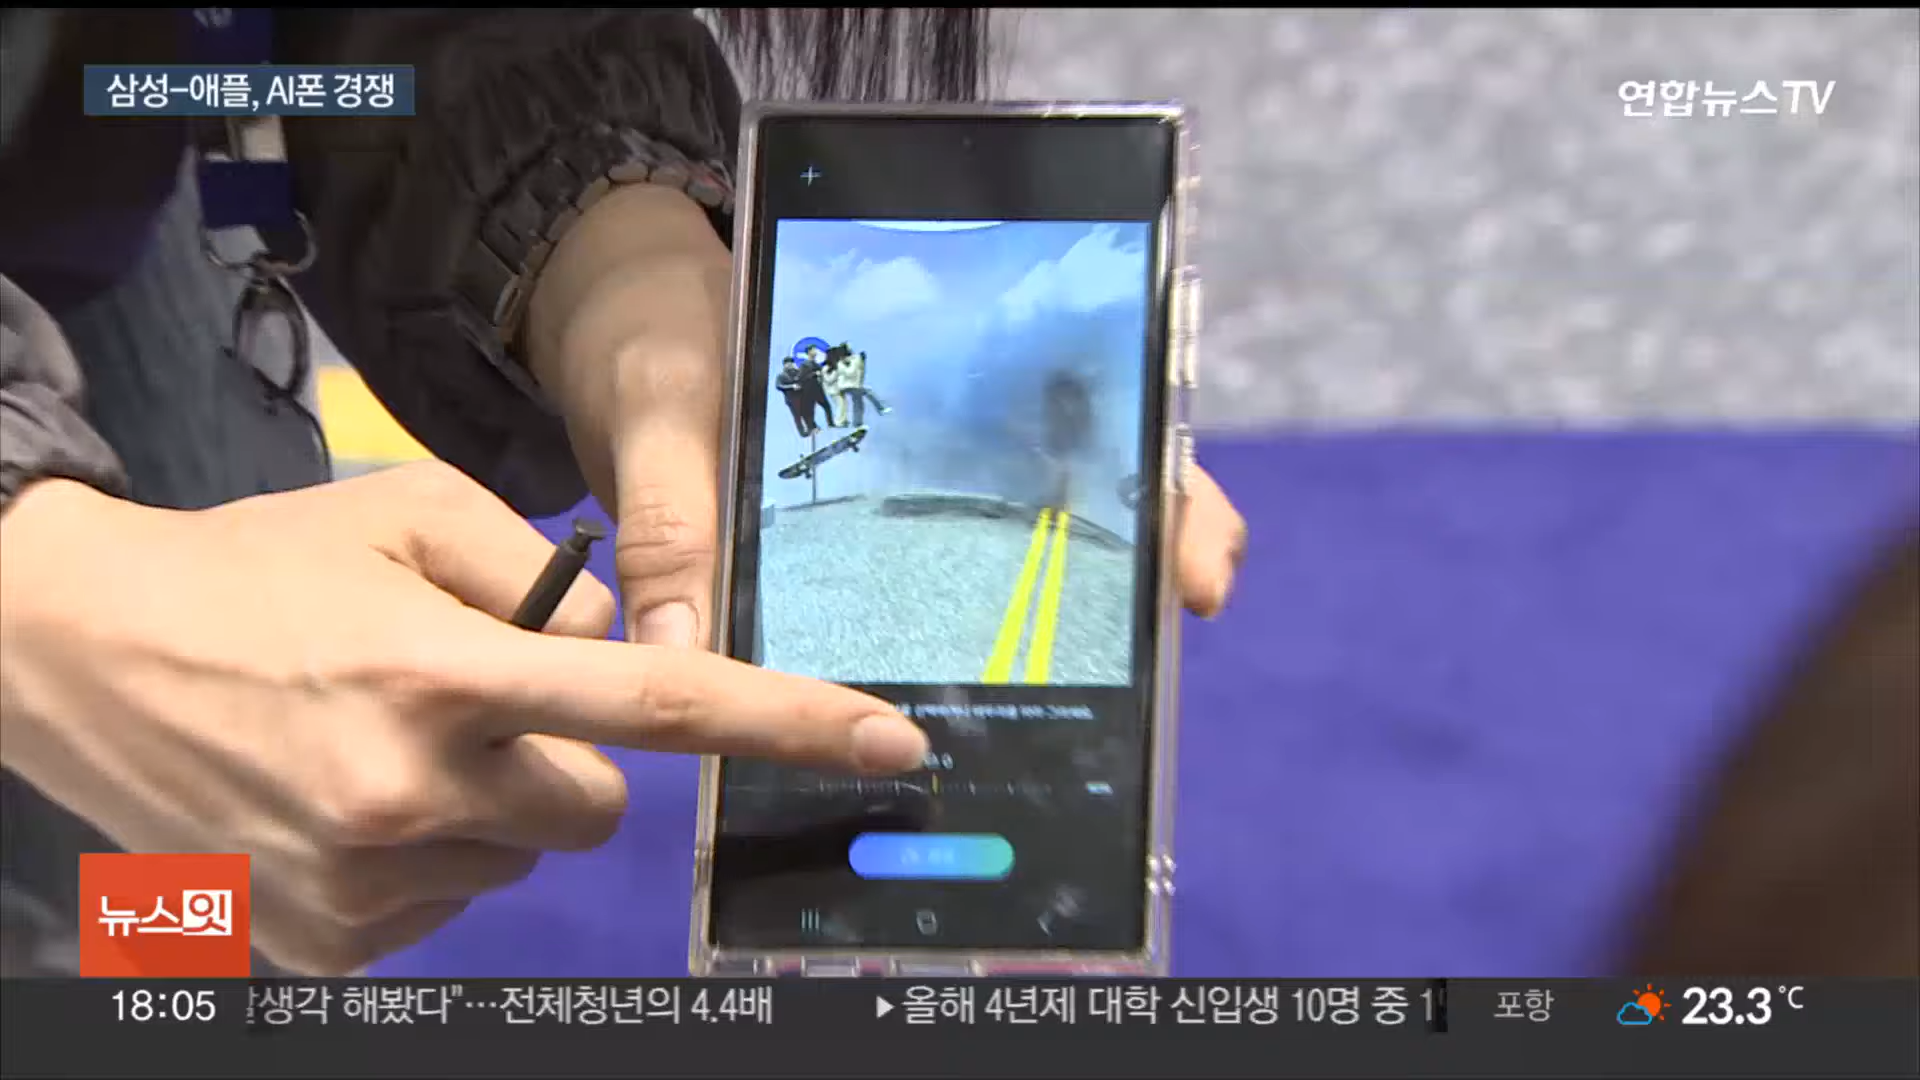 삼성-애플, AI폰 경쟁
연합뉴스TV
뉴스잇
18:05
생각 해봤다"…전체청년의 4.4배
▶올해 4년제 대학 신입생 10명 중 1
포항
23.3℃